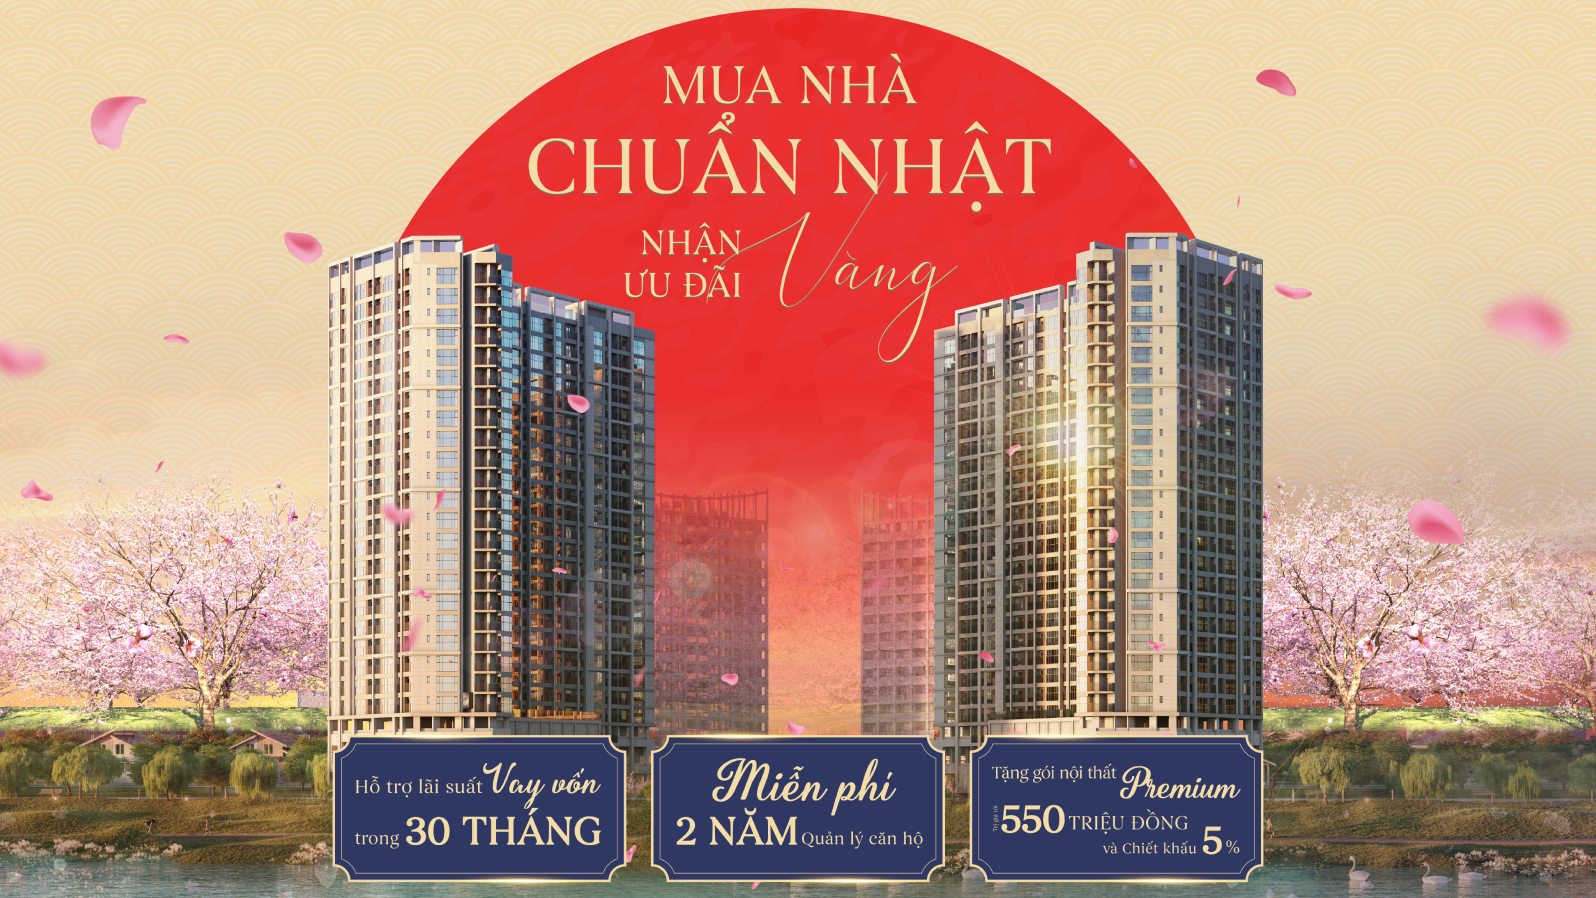 MUA NHÀ
CHUẨN NHẬT
NHẬN
ƯU ĐÃI Vàng
Hỗ trợ lãi suất Vay vốn
trong 30 THÁNG
Miễn phí
2 NĂM Quản lý căn hộ
Tặng gói nội thất Premium
Trị giá tới 550 TRIỆU ĐỒNG
và Chiết khấu 5%